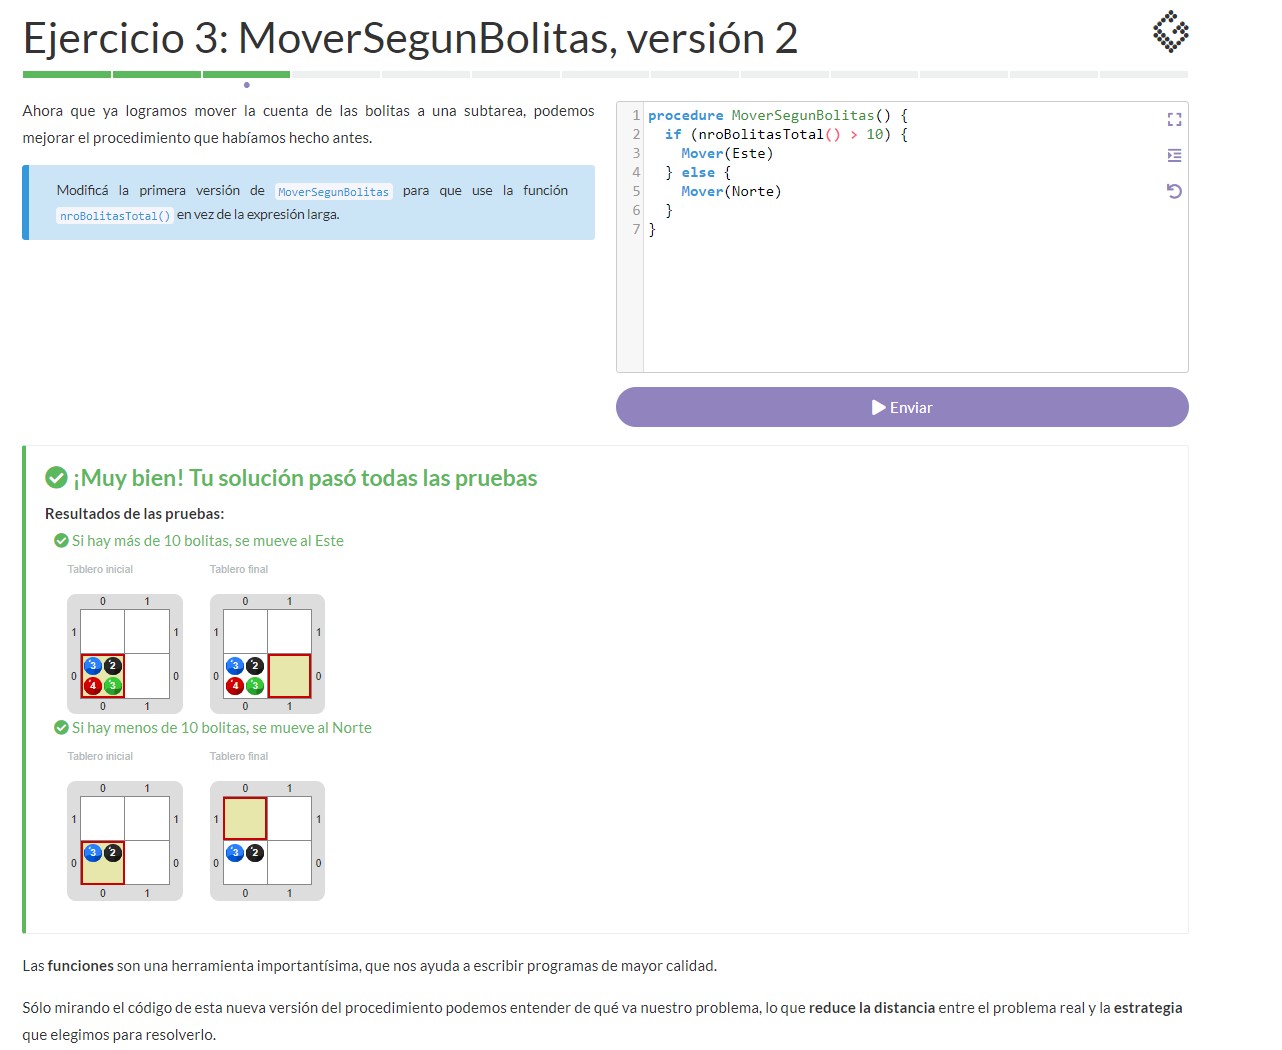 Ejercicio 3: MoverSegunBolitas, versión 2
Ahora que ya logramos mover la cuenta de las bolitas a una subtarea, podemos
mejorar el procedimiento que habíamos hecho antes.
Modificá la primera versión de MoverSegunBolitas para que use la función
nroBolitasTotal() en vez de la expresión larga.
1 procedure MoverSegunBolitas() {
2 if (nroBolitasTotal() > 10) {
3 Mover(Este)
4 } else {
5 Mover(Norte)
6 }
7 }
Enviar
¡Muy bien! Tu solución pasó todas las pruebas
Resultados de las pruebas:
Si hay más de 10 bolitas, se mueve al Este
Tablero inicial Tablero final
0 1 0 1
1 1 1 1
3 2 3 2
0 0 0 0
4 3 4 3
0 1 0 1
Si hay menos de 10 bolitas, se mueve al Norte
Tablero inicial Tablero final
0 1 0 1
1 1 1 1
3 2 3 2
0 0 0 0
0 1 0 1
Las funciones son una herramienta importantísima, que nos ayuda a escribir programas de mayor calidad.
Sólo mirando el código de esta nueva versión del procedimiento podemos entender de qué va nuestro problema, lo que reduce la distancia entre el problema real y la estrategia
que elegimos para resolverlo.